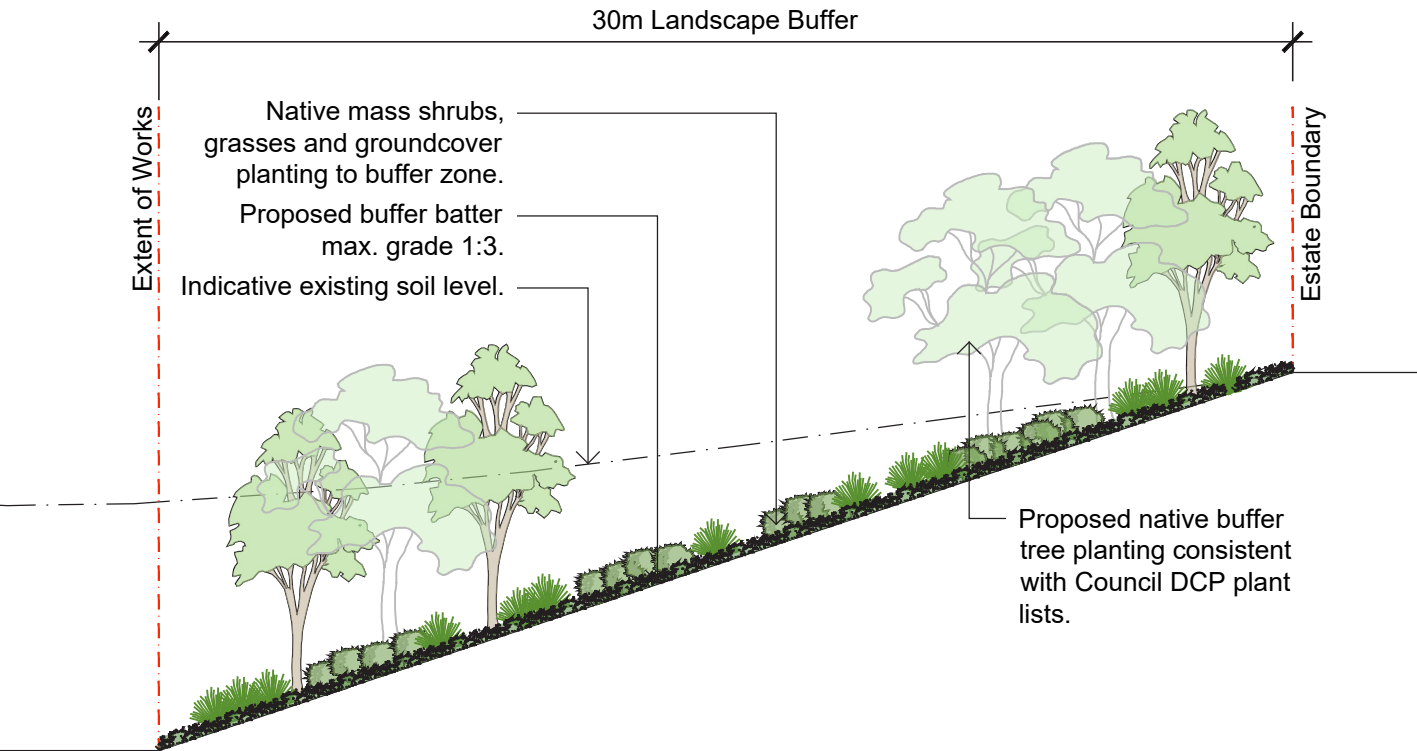 30m Landscape Buffer
Extent of Works
Native mass shrubs,
grasses and groundcover
planting to buffer zone.
Proposed buffer batter
max. grade 1:3.
Indicative existing soil level.
Estate Boundary
Proposed native buffer
tree planting consistent
with Council DCP plant
lists.